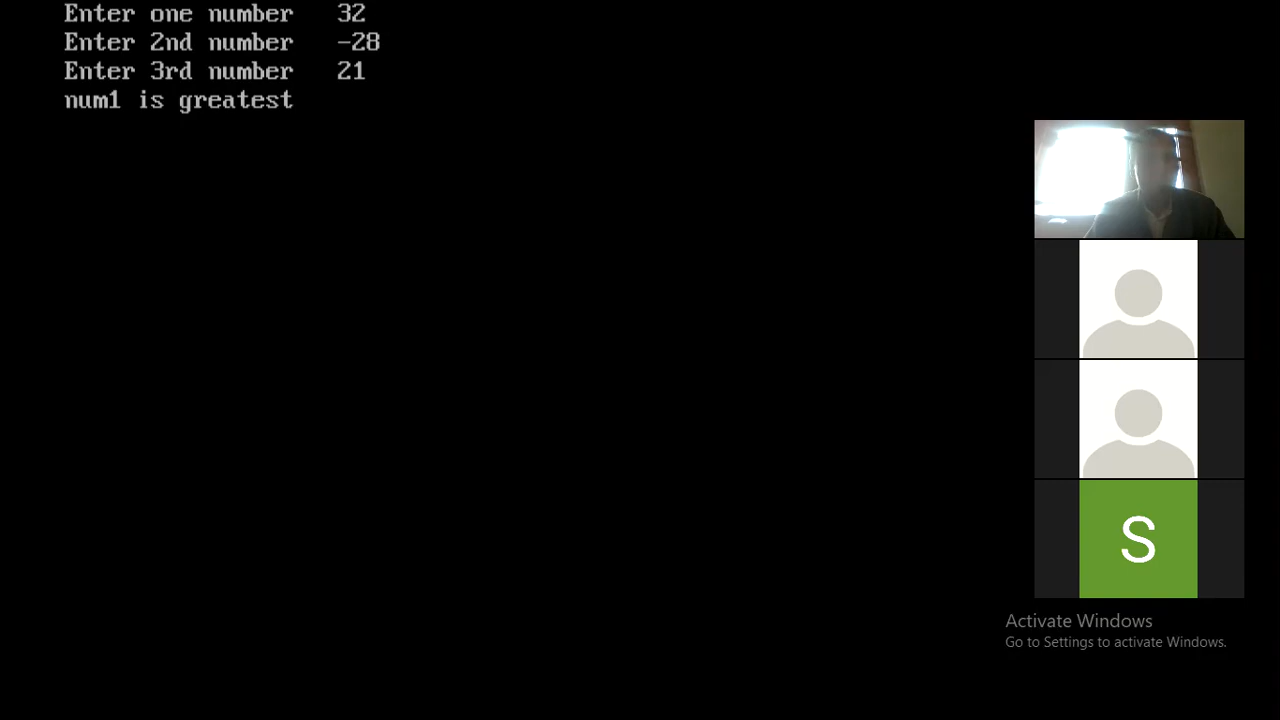 Enter one number 32
Enter 2nd number -28
Enter 3rd number 21
num1 is greatest
S
Activate Windows
Go to Settings to activate Windows.